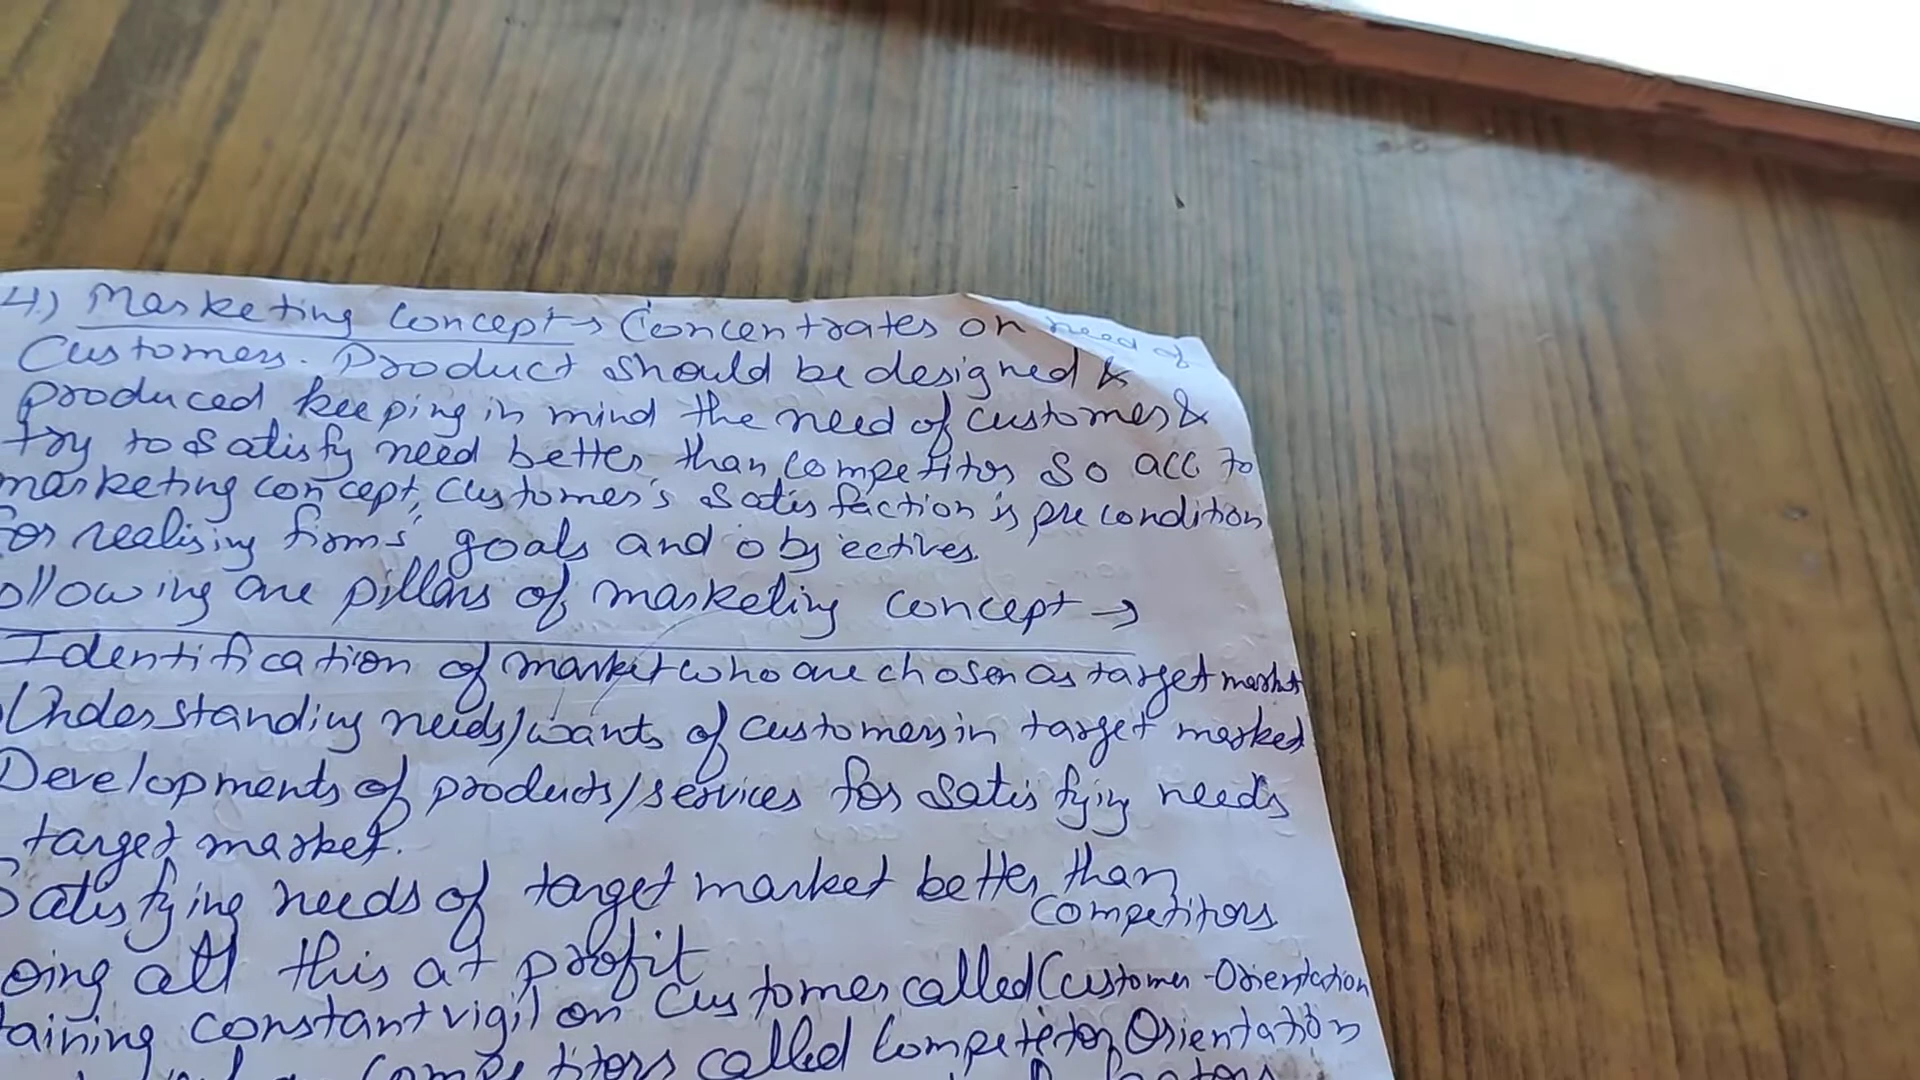 4.) Marketing Concept → Concentrates on need of
Customers. Product should be designed &
produced keeping in mind the need of customer &
try to satisfy need better than competitor so acc to
marketing concept, Customer's Satisfaction is pre condition
for realising firm's goals and objectives.
ollowing are pillars of marketing concept →
Identification of market who are chosen as target market
Understanding needs/wants of customers in target market
Developments of products/services for satisfying needs
target market.
Satisfying needs of target market better than
competitors
oing all this at profit
taining constant vigil on customer called Customer-Orientation
Competitors called Competitor Orientation
factors